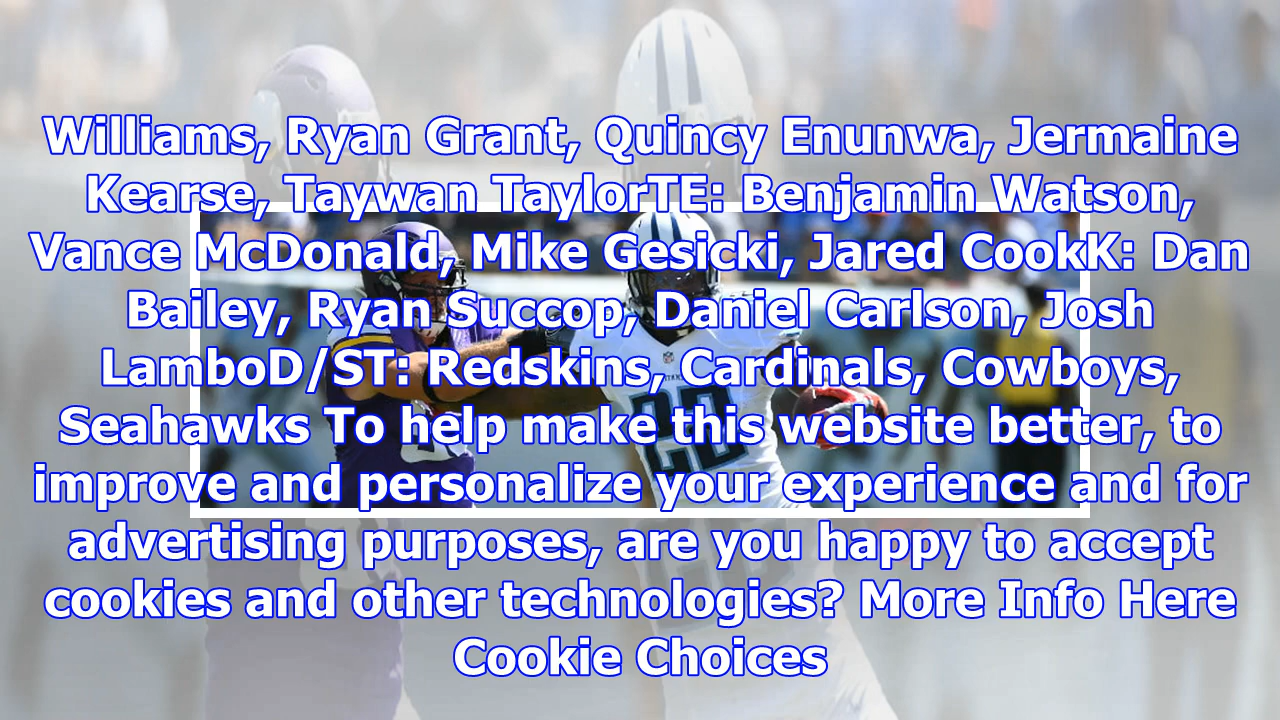 Williams, Ryan Grant, Quincy Enunwa, Jermaine
Kearse, Taywan TaylorTE: Benjamin Watson,
Vance McDonald, Mike Gesicki, Jared CookK: Dan
Bailey, Ryan Succop, Daniel Carlson, Josh
LamboD/ST: Redskins, Cardinals, Cowboys,
Seahawks To help make this website better, to
improve and personalize your experience and for
advertising purposes, are you happy to accept
cookies and other technologies? More Info Here
Cookie Choices